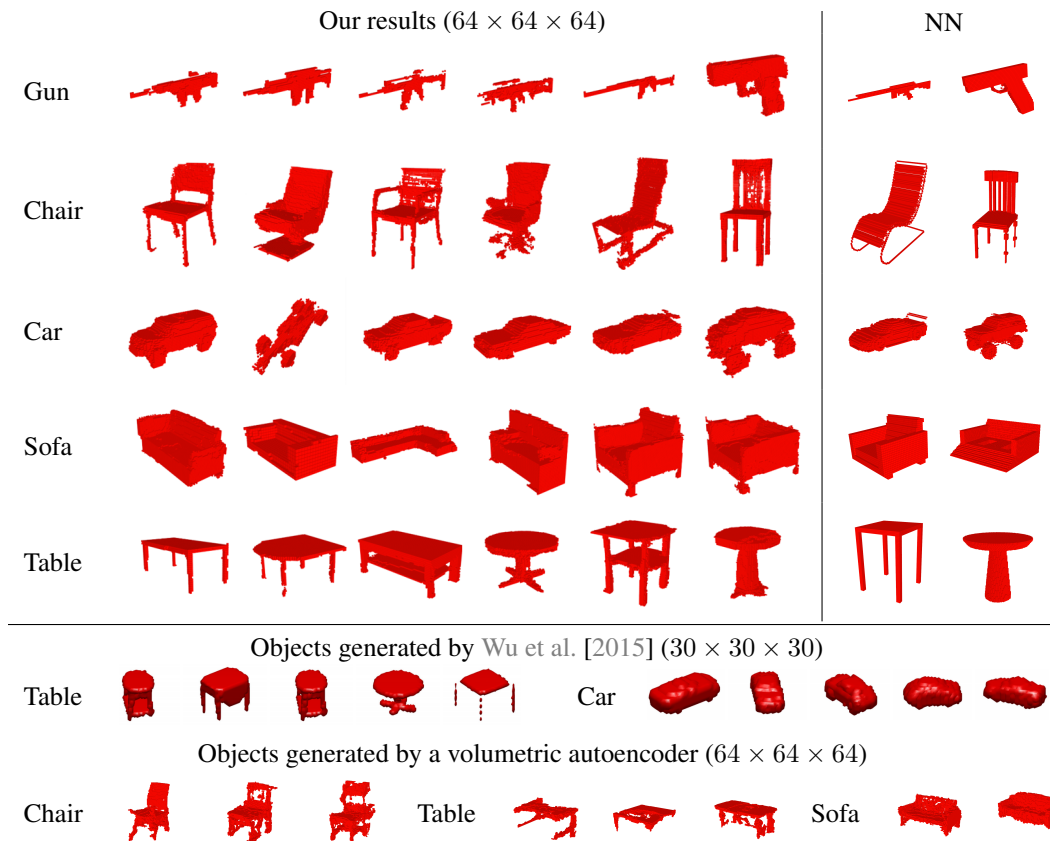 Our results (64 × 64 × 64) NN
Gun
Chair
Car
Sofa
Table
Objects generated by Wu et al. [2015] (30 × 30 × 30)
Table Car
Objects generated by a volumetric autoencoder (64 × 64 × 64)
Chair Table Sofa